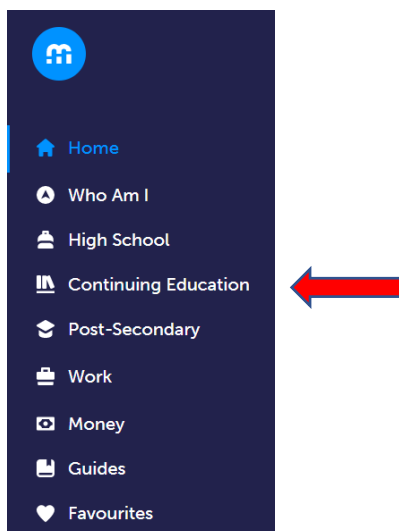 Home
Who Am I
High School
Continuing Education
Post-Secondary
Work
Money
Guides
Favourites